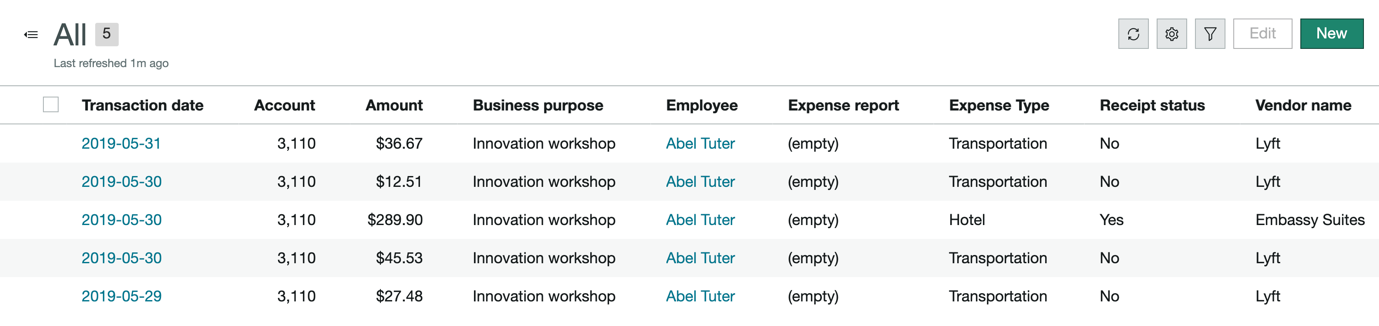 All 5 Edit New
Last refreshed 1m ago
Transaction date Account Amount Business purpose Employee Expense report Expense Type Receipt status Vendor name
2019-05-31 3,110 $36.67 Innovation workshop Abel Tuter (empty) Transportation No Lyft
2019-05-30 3,110 $12.51 Innovation workshop Abel Tuter (empty) Transportation No Lyft
2019-05-30 3,110 $289.90 Innovation workshop Abel Tuter (empty) Hotel Yes Embassy Suites
2019-05-30 3,110 $45.53 Innovation workshop Abel Tuter (empty) Transportation No Lyft
2019-05-29 3,110 $27.48 Innovation workshop Abel Tuter (empty) Transportation No Lyft